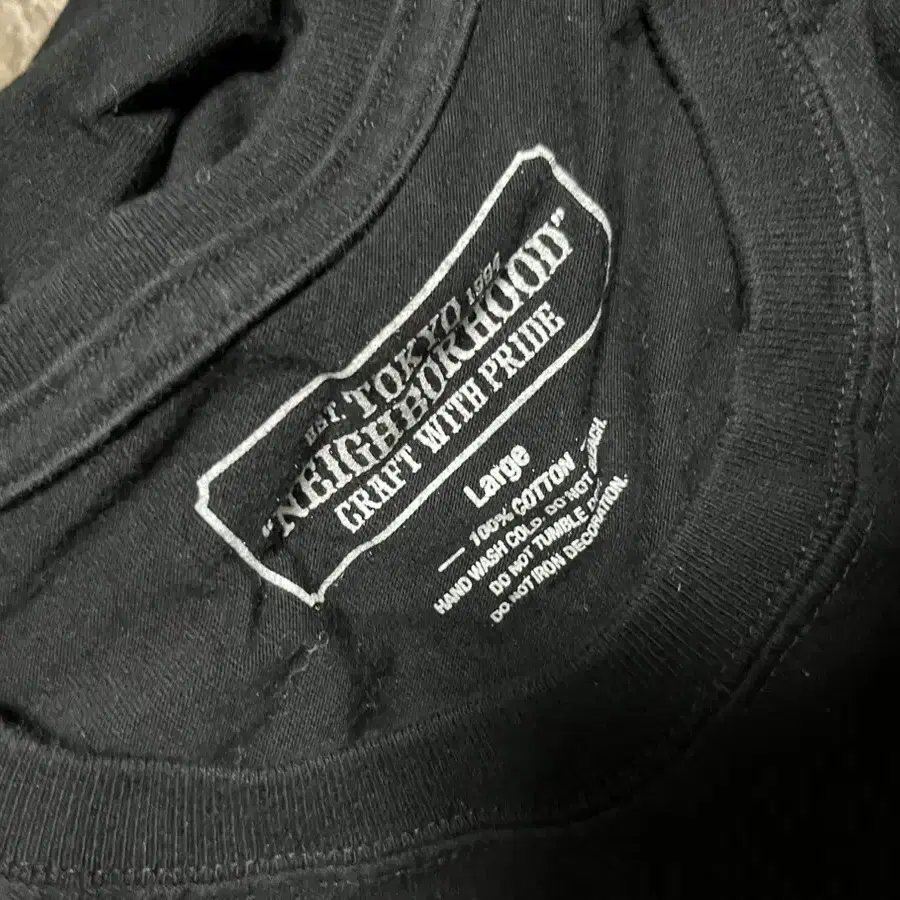 EST. TOKYO 1994
"NEIGHBORHOOD"
CRAFT WITH PRIDE
Large
— 100% COTTON
HAND WASH COLD. DO NOT BLEACH.
DO NOT TUMBLE
DO NOT IRON DECORATION.